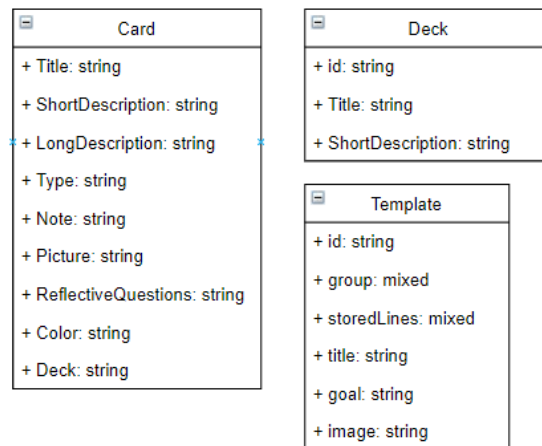 Card
+ Title: string
+ ShortDescription: string
+ LongDescription: string
+ Type: string
+ Note: string
+ Picture: string
+ ReflectiveQuestions: string
+ Color: string
+ Deck: string
Deck
+ id: string
+ Title: string
+ ShortDescription: string
Template
+ id: string
+ group: mixed
+ storedLines: mixed
+ title: string
+ goal: string
+ image: string